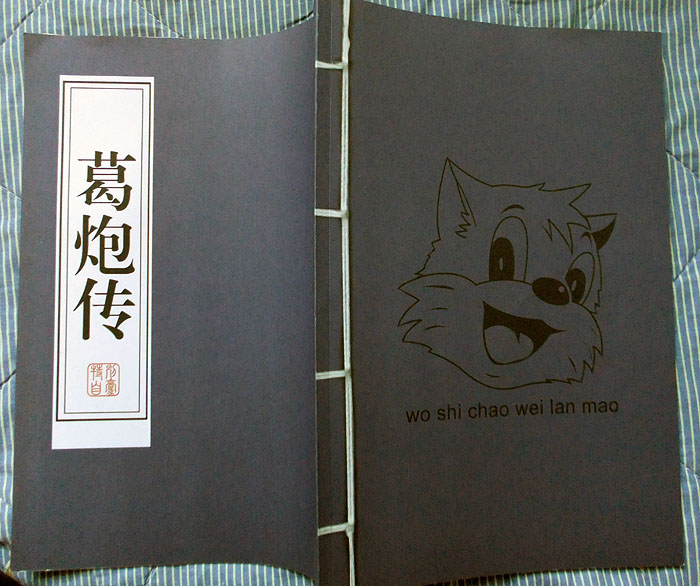 葛炮传
wo shi chao wei lan mao